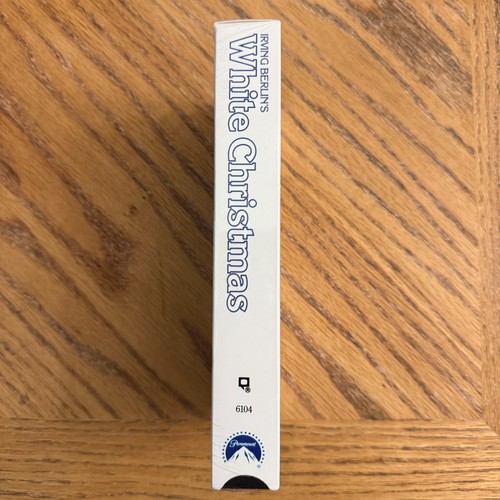 IRVING BERLIN'S
White Christmas
®
6104
Paramount
®